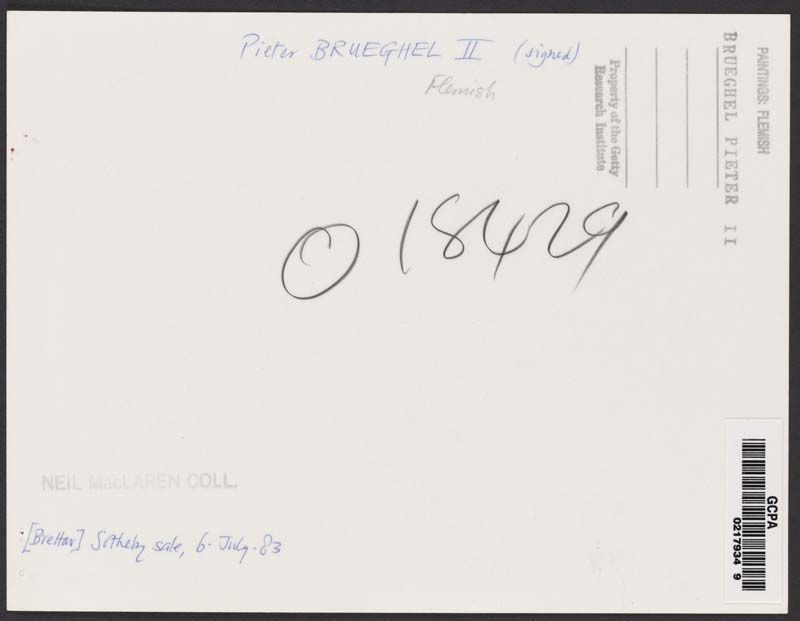 Pieter BRUEGHEL II (signed)
Flemish
Property of the Getty
Research Institute
BRUEGHEL PIETER II
PAINTINGS: FLEMISH
O 18429
NEIL MacLAREN COLL.
Sotheby sale, 6-July-83
GCPA
0217934 9